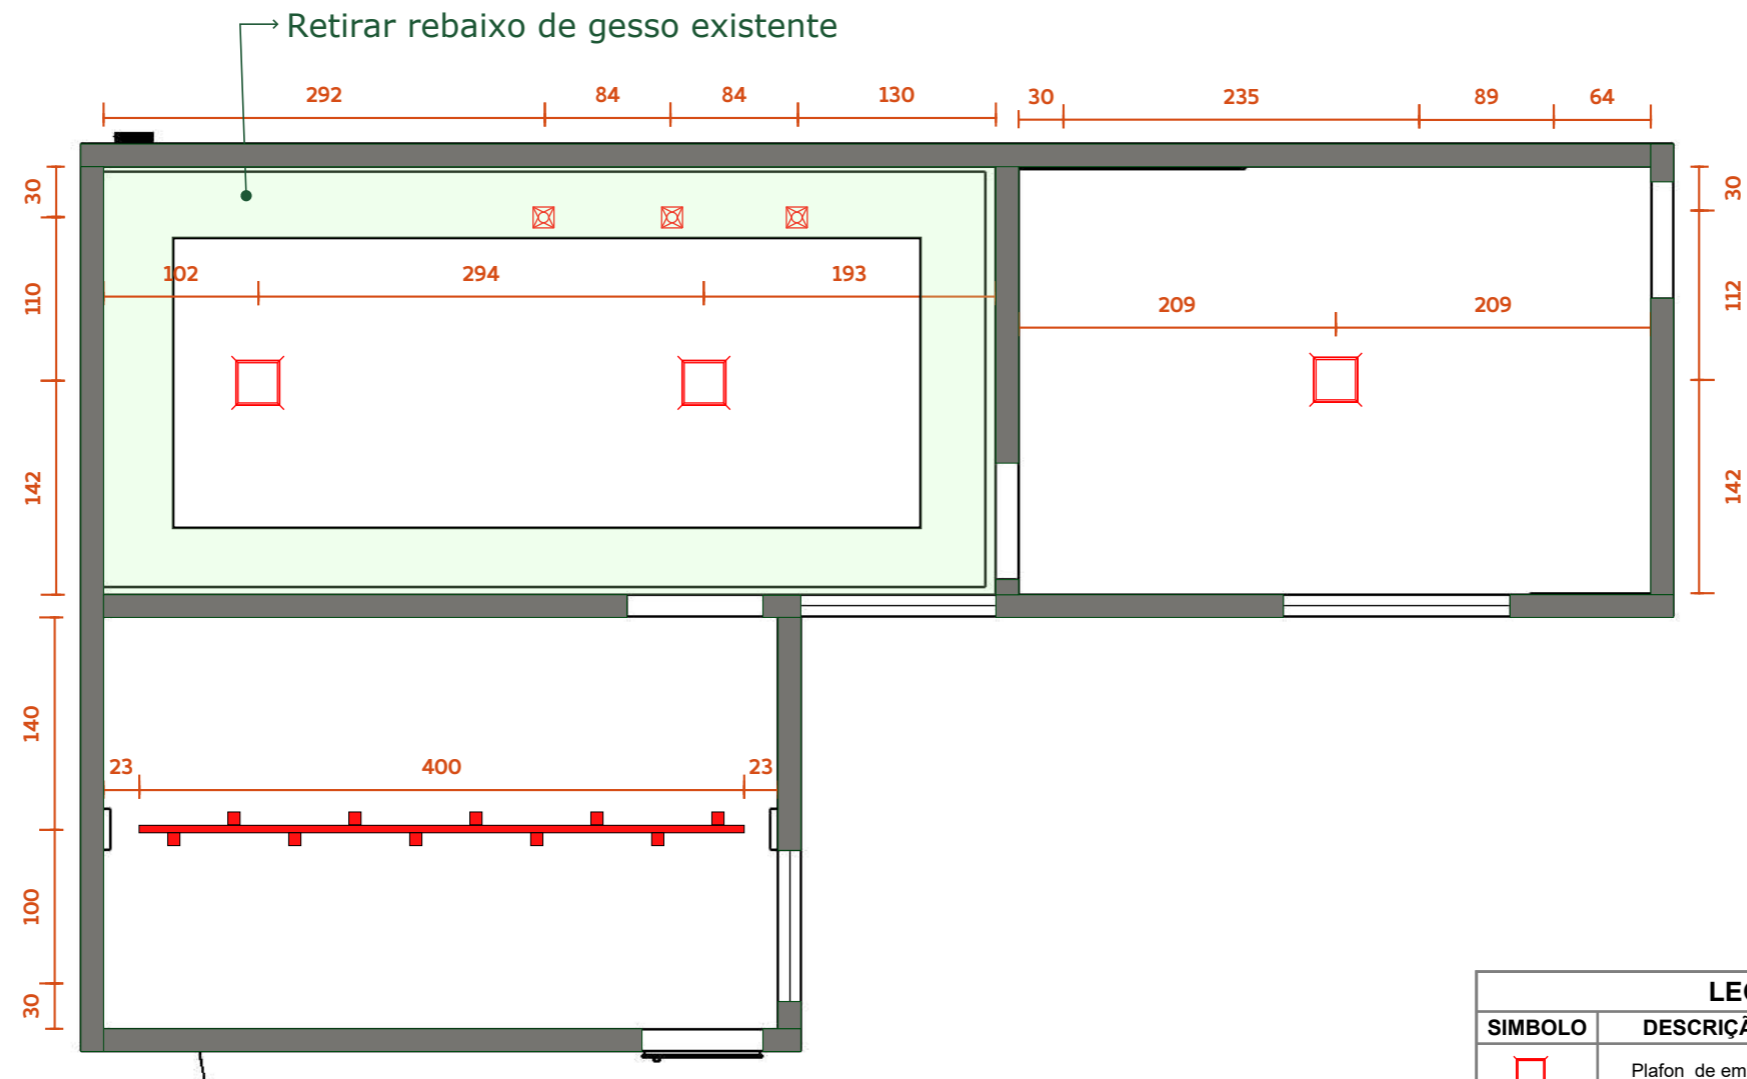 Retirar rebaixo de gesso existente
292 84 84 130 30 235 89 64
30
30
102 294 193
110
112
209 209
142
142
140
23 400 23
100
30
SIMBOLO DESCRIÇÃ
Plafon de em